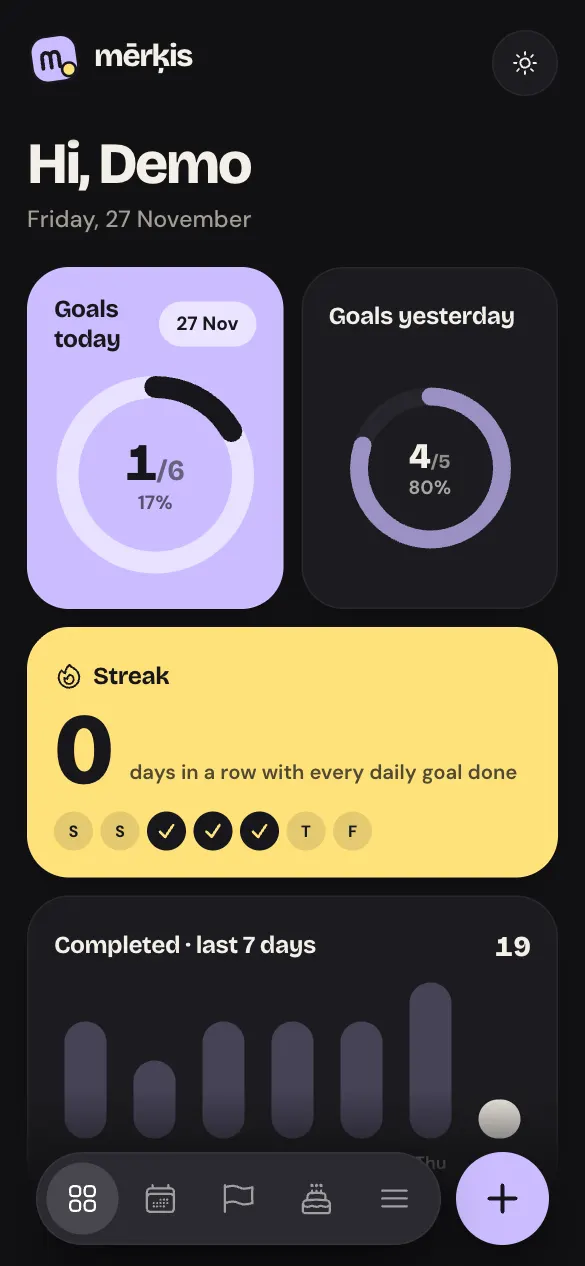 mērķis
Hi, Demo
Friday, 27 November
Goals today
27 Nov
1/6
17%
Goals yesterday
4/5
80%
Streak
0 days in a row with every daily goal done
S S T F
Completed · last 7 days 19
Thu